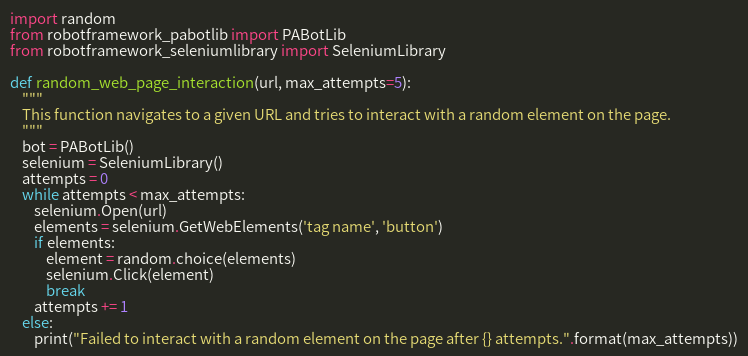 import random
from robotframework_pabotlib import PABotLib
from robotframework_seleniumlibrary import SeleniumLibrary

def random_web_page_interaction(url, max_attempts=5):
    """
    This function navigates to a given URL and tries to interact with a random element on the page.
    """
    bot = PABotLib()
    selenium = SeleniumLibrary()
    attempts = 0
    while attempts < max_attempts:
        selenium.Open(url)
        elements = selenium.GetWebElements('tag name', 'button')
        if elements:
            element = random.choice(elements)
            selenium.Click(element)
            break
        attempts += 1
    else:
        print("Failed to interact with a random element on the page after {} attempts.".format(max_attempts))